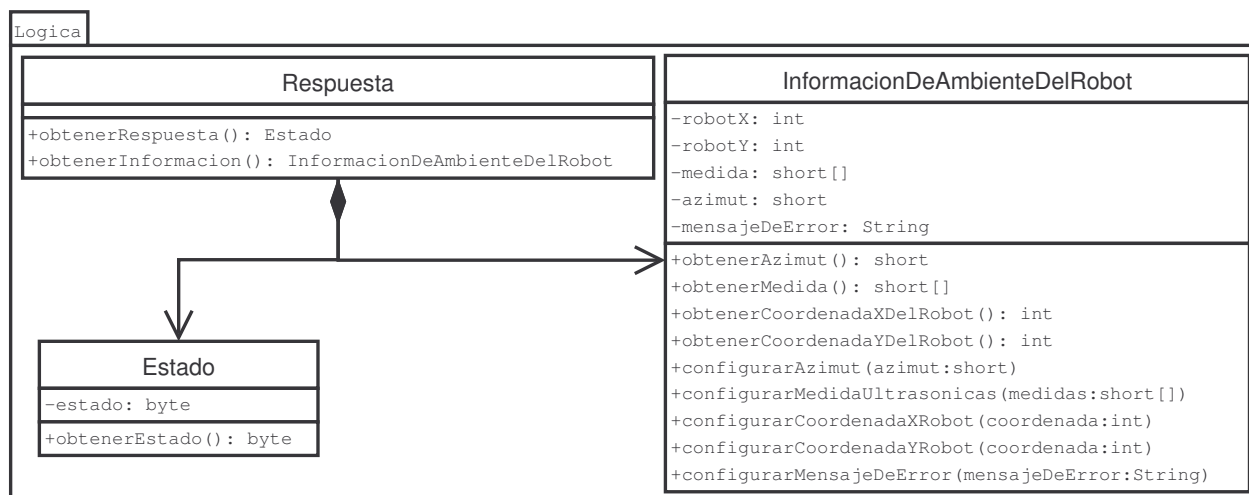 Logica
Respuesta
+obtenerRespuesta(): Estado
+obtenerInformacion(): InformacionDeAmbienteDelRobot
InformacionDeAmbienteDelRobot
-robotX: int
-robotY: int
-medida: short[]
-azimut: short
-mensajeDeError: String
+obtenerAzimut(): short
+obtenerMedida(): short[]
+obtenerCoordenadaXDelRobot(): int
+obtenerCoordenadaYDelRobot(): int
+configurarAzimut(azimut:short)
+configurarMedidaUltrasonicas(medidas:short[])
+configurarCoordenadaXRobot(coordenada:int)
+configurarCoordenadaYRobot(coordenada:int)
+configurarMensajeDeError(mensajeDeError:String)
Estado
-estado: byte
+obtenerEstado(): byte